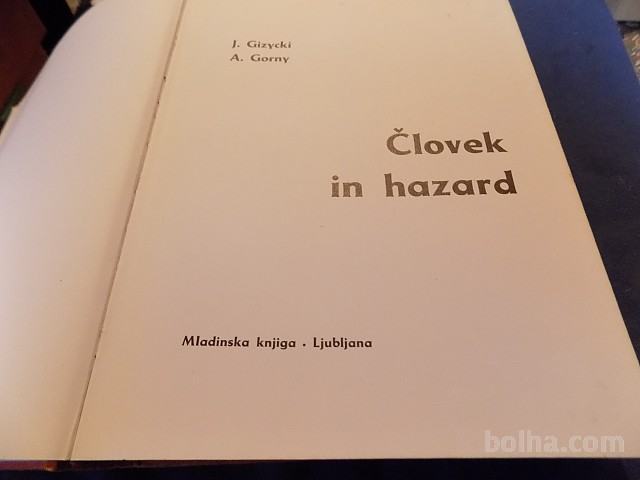 J. Gizycki
A. Gorny
Človek
in hazard
Mladinska knjiga · Ljubljana
bolha.com